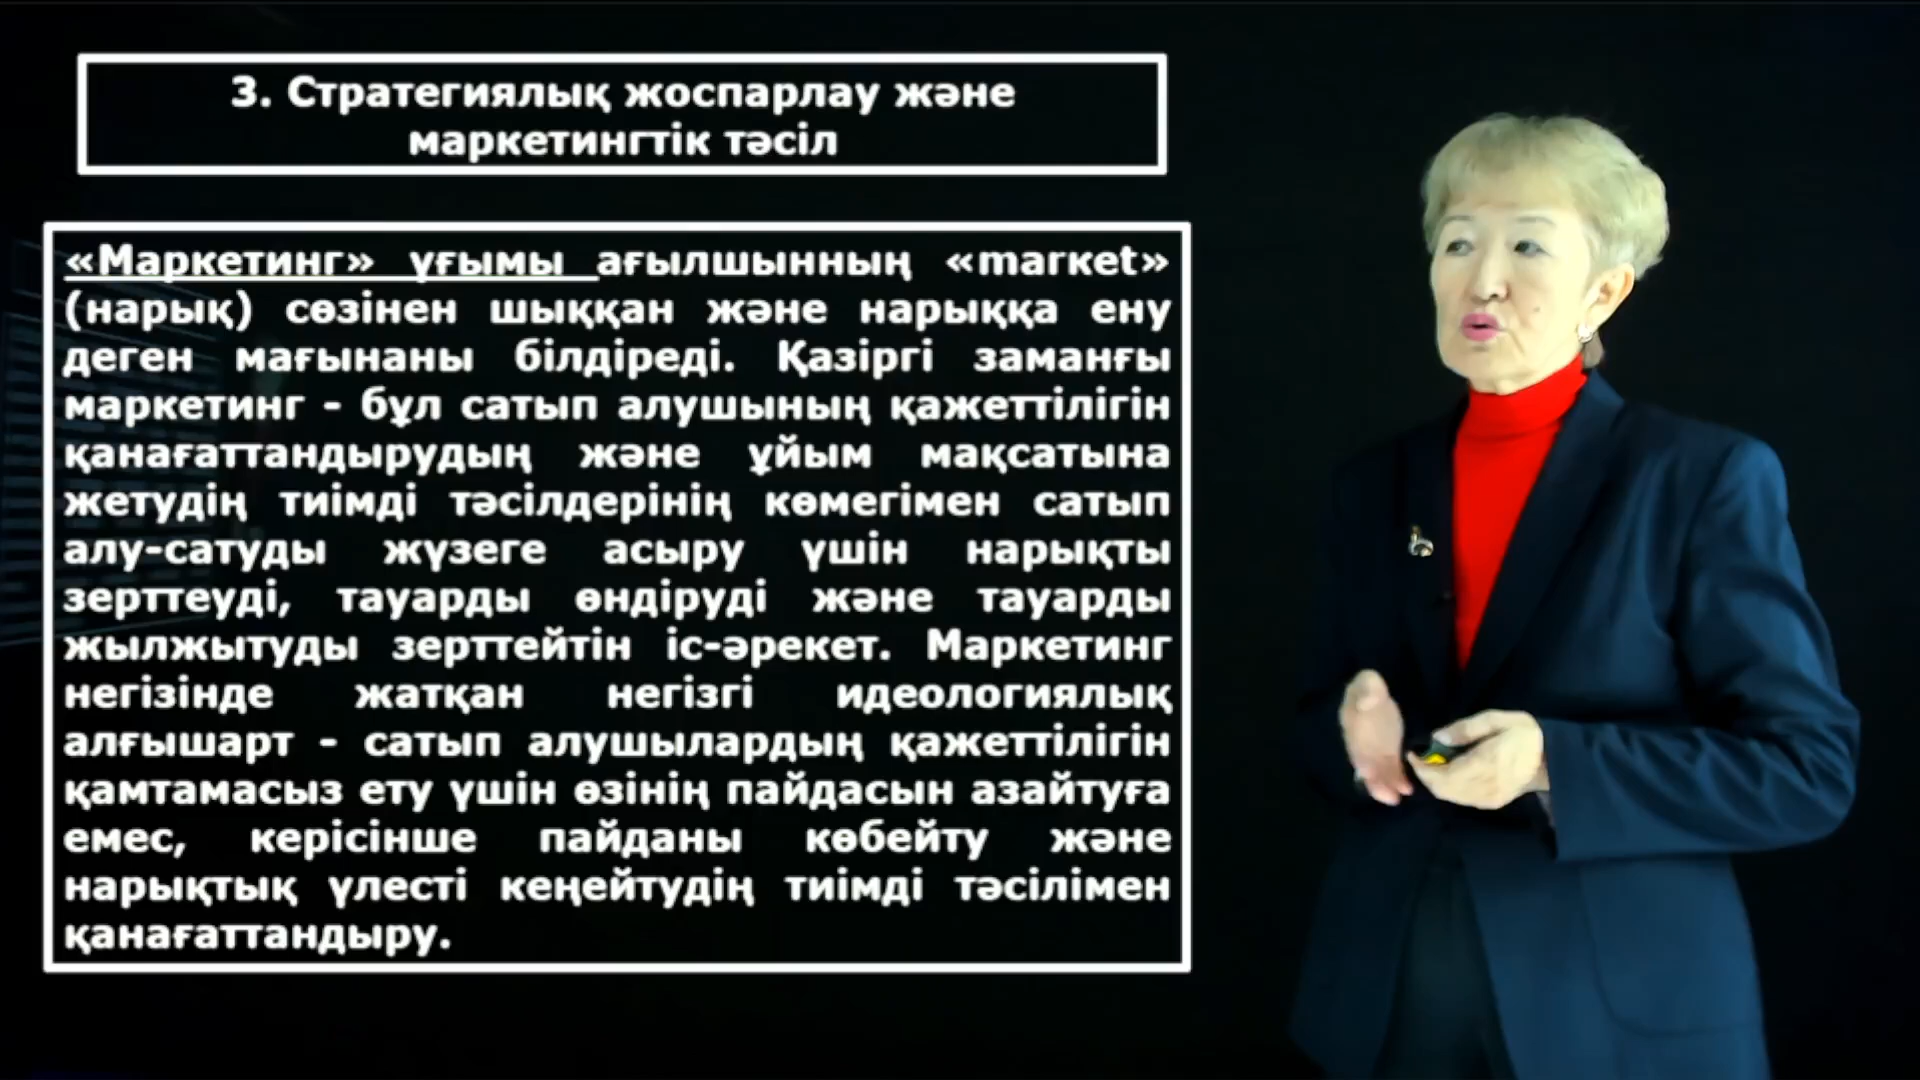 3. Стратегиялық жоспарлау және
маркетингтік тәсіл
«Маркетинг» ұғымы ағылшынның «market»
(нарық) сөзінен шыққан және нарыққа ену
деген мағынаны білдіреді. Қазіргі заманғы
маркетинг - бұл сатып алушының қажеттілігін
қанағаттандырудың және ұйым мақсатына
жетудің тиімді тәсілдерінің көмегімен сатып
алу-сатуды жүзеге асыру үшін нарықты
зерттеуді, тауарды өндіруді және тауарды
жылжытуды зерттейтін іс-әрекет. Маркетинг
негізінде жатқан негізгі идеологиялық
алғышарт - сатып алушылардың қажеттілігін
қамтамасыз ету үшін өзінің пайдасын азайтуға
емес, керісінше пайданы көбейту және
нарықтық үлесті кеңейтудің тиімді тәсілімен
қанағаттандыру.